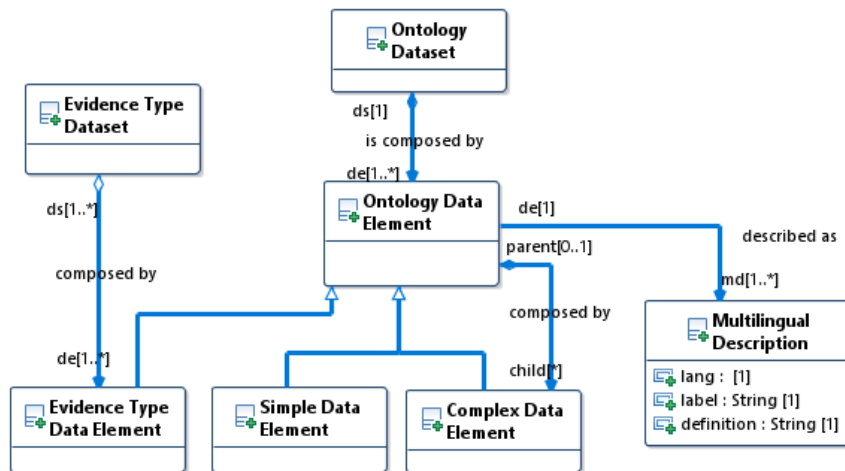 Ontology
Dataset
Evidence Type
Dataset
ds[1]
is composed by
de[1..*]
ds[1..*]
composed by
de[1..*]
Ontology Data
Element
de[1]
described as
md[1..*]
parent[0..1]
composed by
child[*]
Multilingual
Description
lang :  [1]
label : String [1]
definition : String [1]
Evidence Type
Data Element
Simple Data
Element
Complex Data
Element